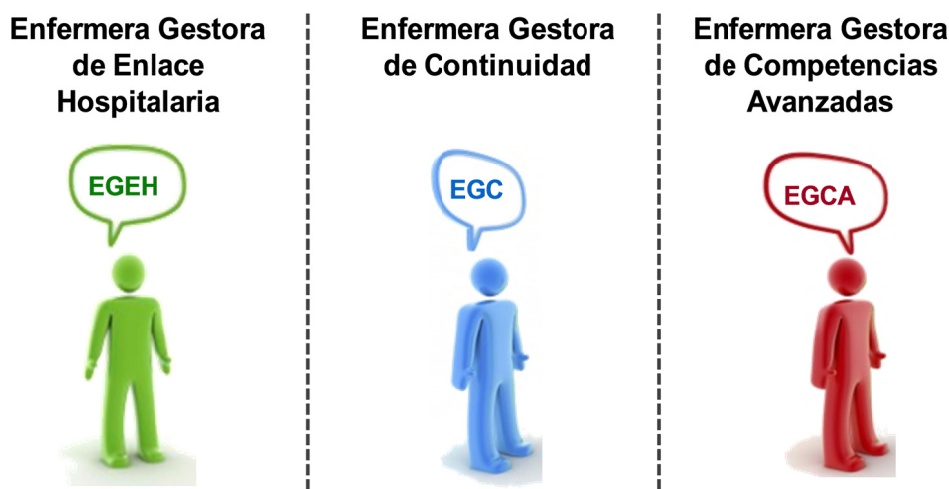 Enfermera Gestora
de Enlace
Hospitalaria
EGEH
Enfermera Gestora
de Continuidad
EGC
Enfermera Gestora
de Competencias
Avanzadas
EGCA